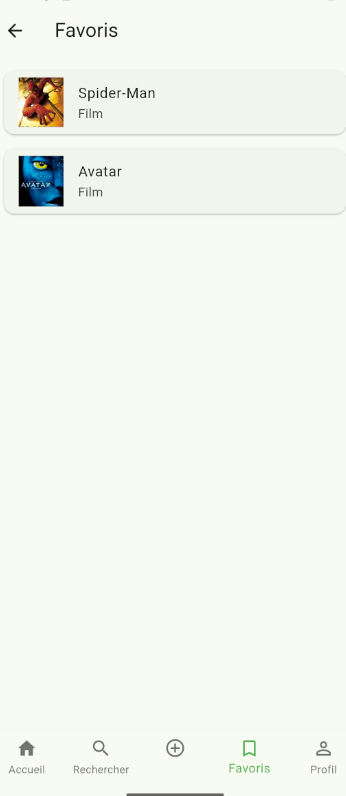 Favoris
Spider-Man
Film
AVATAR
Avatar
Film
Accueil
Rechercher
Favoris
Profil